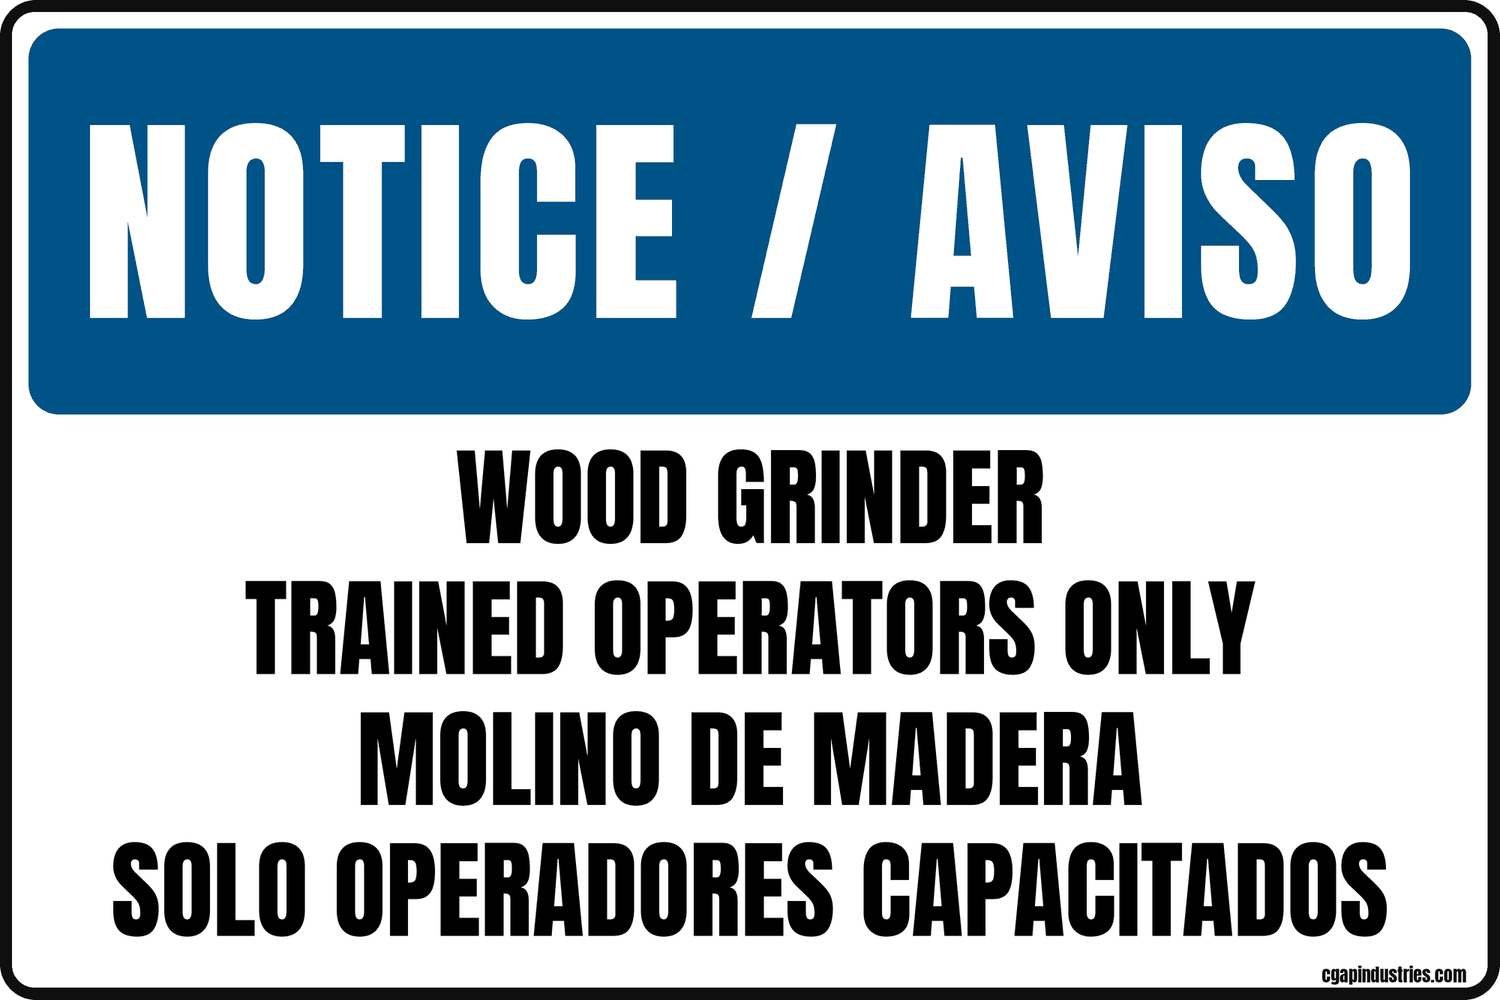 NOTICE / AVISO
WOOD GRINDER
TRAINED OPERATORS ONLY
MOLINO DE MADERA
SOLO OPERADORES CAPACITADOS
cgapindustries.com